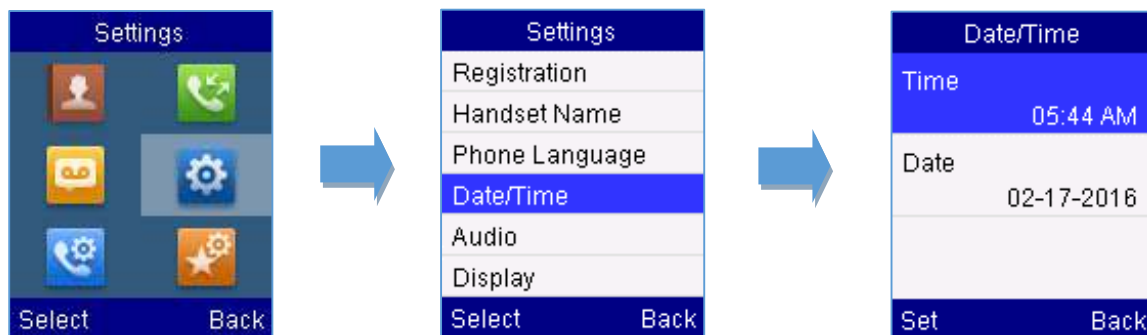 Settings
Select Back
Settings
Registration
Handset Name
Phone Language
Date/Time
Audio
Display
Select Back
Date/Time
Time
05:44 AM
Date
02-17-2016
Set Back